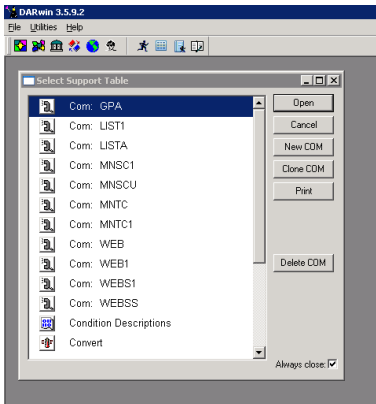 DARwin 3.5.9.2
File Utilities Help
Select Support Table
Com: GPA
Com: LIST1
Com: LISTA
Com: MNSC1
Com: MNSCU
Com: MNTC
Com: MNTC1
Com: WEB
Com: WEB1
Com: WEBS1
Com: WEBSS
Condition Descriptions
Convert
Open
Cancel
New COM
Clone COM
Print
Delete COM
Always close: